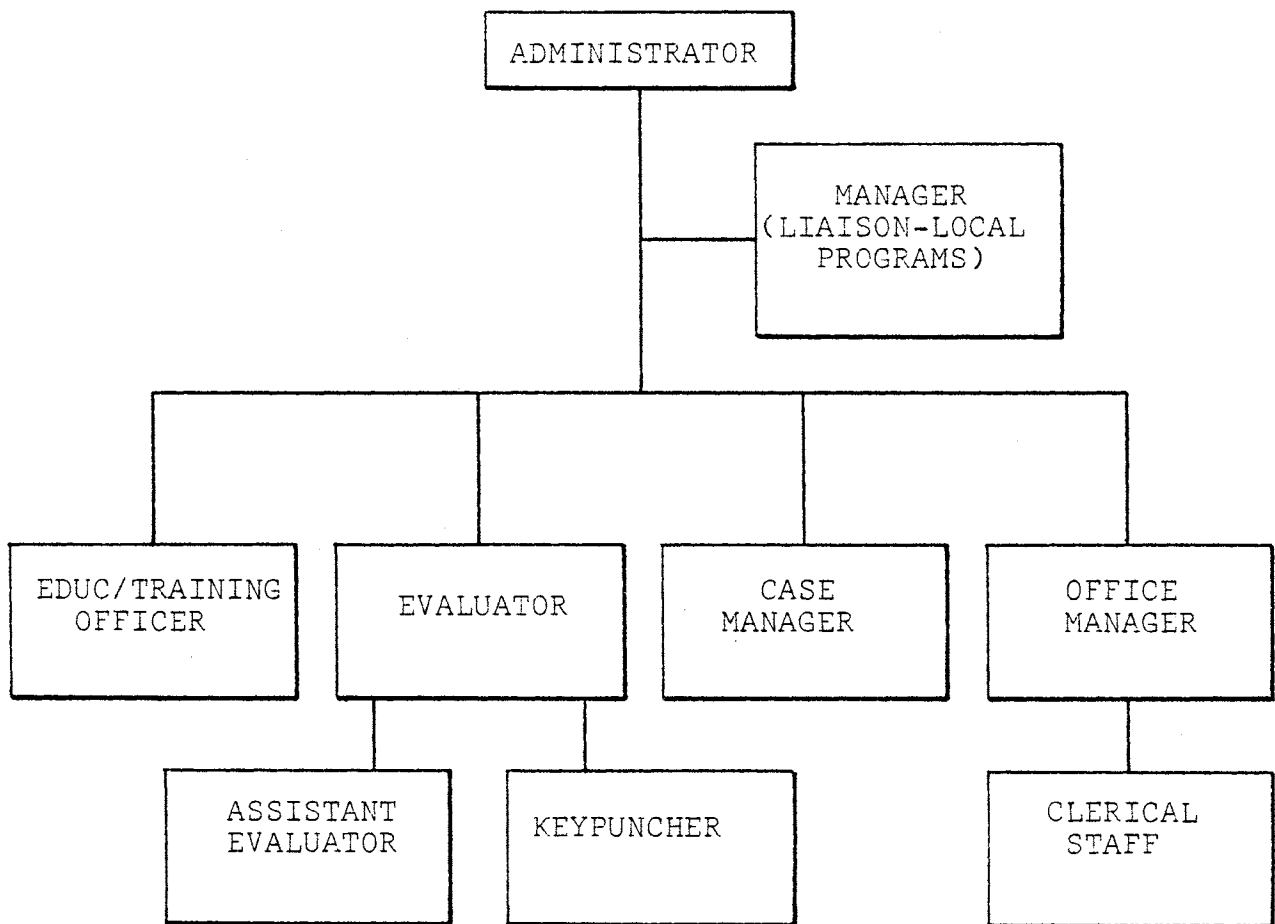 ADMINISTRATOR
MANAGER
(LIAISON-LOCAL
PROGRAMS)
EDUC/TRAINING
OFFICER
EVALUATOR
CASE
MANAGER
OFFICE
MANAGER
ASSISTANT
EVALUATOR
KEYPUNCHER
CLERICAL
STAFF